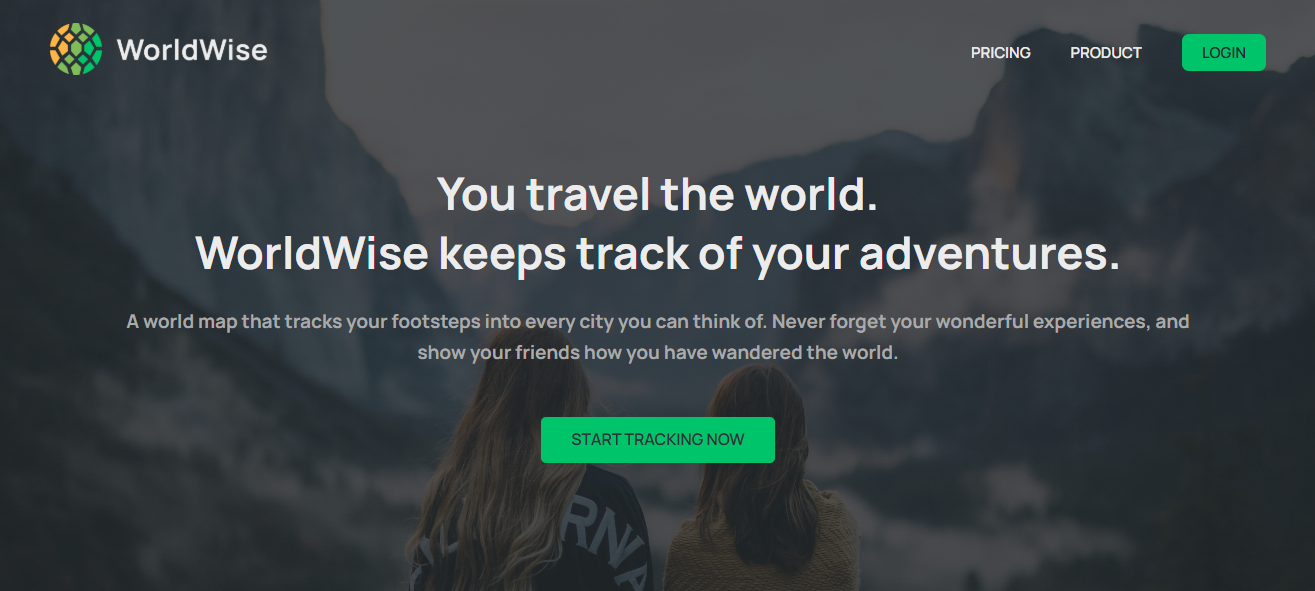 WorldWise
PRICING
PRODUCT
LOGIN
You travel the world.
WorldWise keeps track of your adventures.
A world map that tracks your footsteps into every city you can think of. Never forget your wonderful experiences, and
show your friends how you have wandered the world.
START TRACKING NOW
RNIA